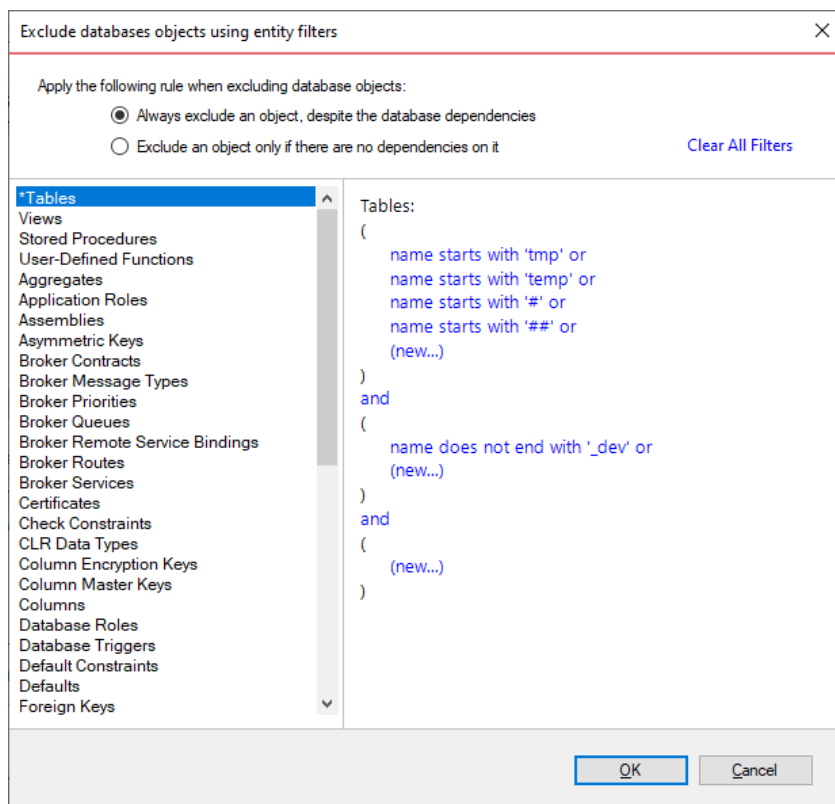 Exclude databases objects using entity filters
Apply the following rule when excluding database objects:
Always exclude an object, despite the database dependencies
Exclude an object only if there are no dependencies on it
Clear All Filters
*Tables
Views
Stored Procedures
User-Defined Functions
Aggregates
Application Roles
Assemblies
Asymmetric Keys
Broker Contracts
Broker Message Types
Broker Priorities
Broker Queues
Broker Remote Service Bindings
Broker Routes
Broker Services
Certificates
Check Constraints
CLR Data Types
Column Encryption Keys
Column Master Keys
Columns
Database Roles
Database Triggers
Default Constraints
Defaults
Foreign Keys
Tables:
(
name starts with 'tmp' or
name starts with 'temp' or
name starts with '#' or
name starts with '##' or
(new...)
)
and
(
name does not end with '_dev' or
(new...)
)
and
(
(new...)
)
OK
Cancel